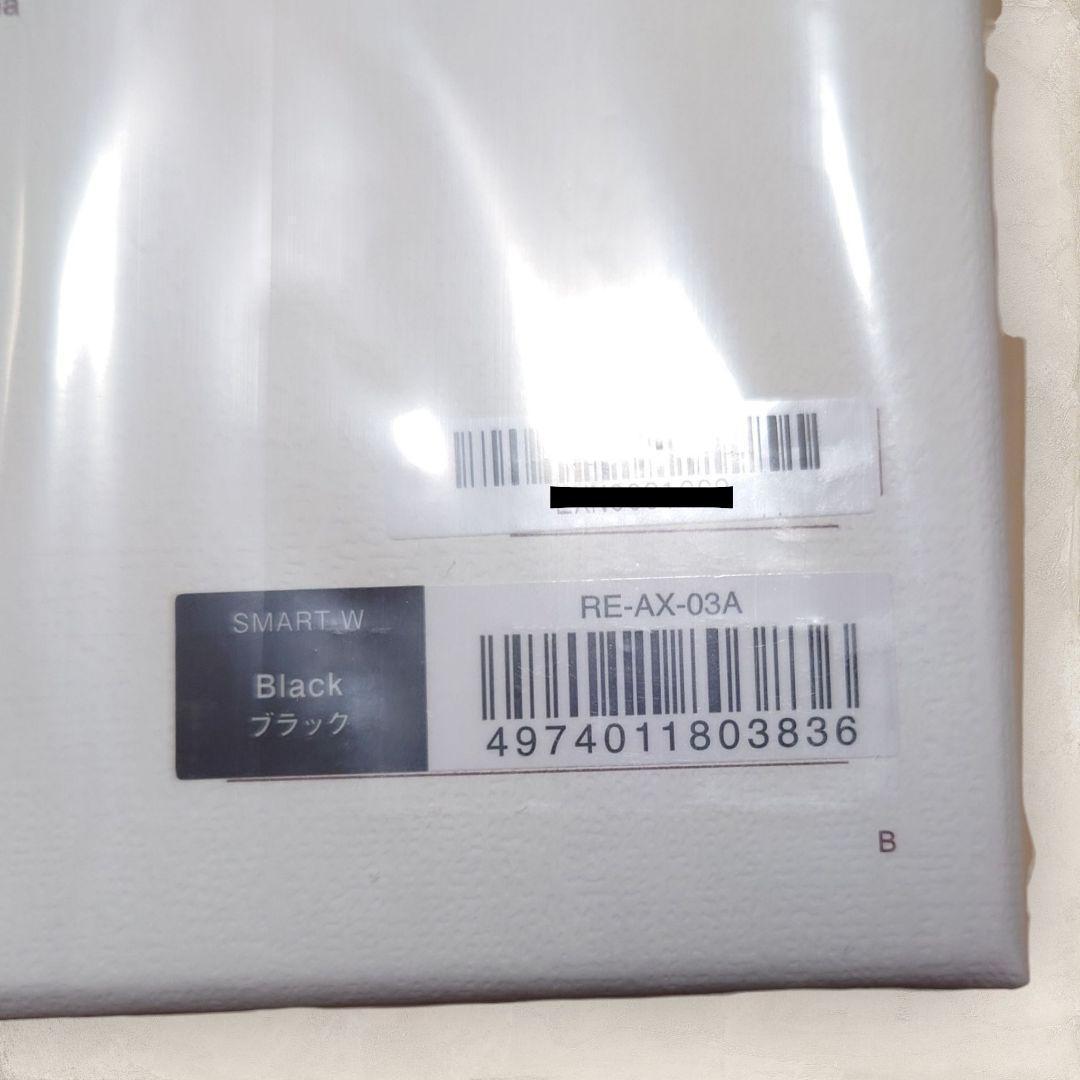 SMART W
Black
ブラック
RE-AX-03A
4974011803836
B